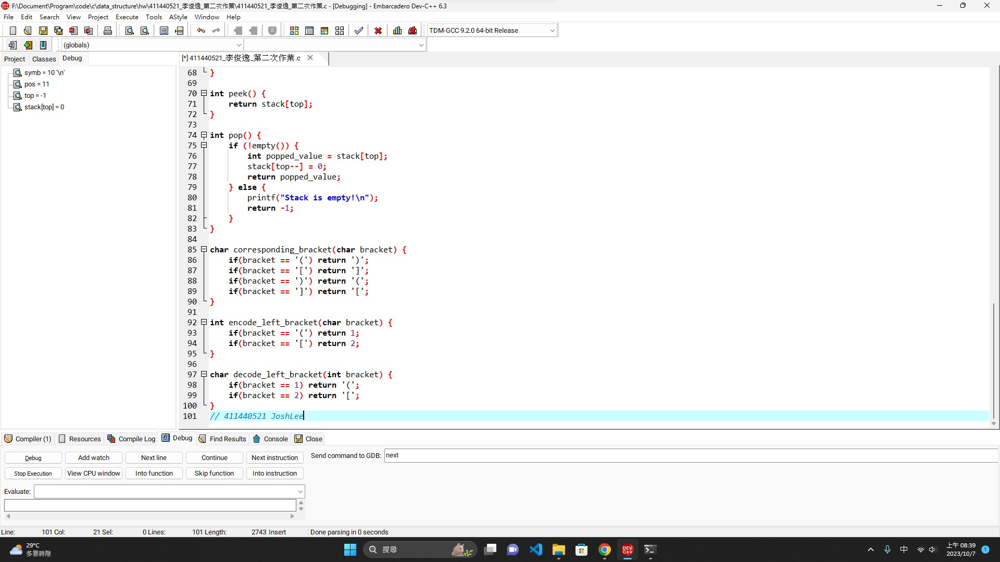 F:\Document\Program\code\c\data_structure\hw\411440521_李俊逸_第二次作業\411440521_李俊逸_第二次作業.c - [Debugging] - Embarcadero Dev-C++ 6.3
File Edit Search View Project Execute Tools AStyle Window Help
TDM-GCC 9.2.0 64-bit Release
(globals)
Project Classes Debug
[*] 411440521_李俊逸_第二次作業.c
symb = 10 '\n'
pos = 11
top = -1
stack[top] = 0
68 }
69
70 int peek() {
71     return stack[top];
72 }
73
74 int pop() {
75     if (!empty()) {
76         int popped_value = stack[top];
77         stack[top--] = 0;
78         return popped_value;
79     } else {
80         printf("Stack is empty!\n");
81         return -1;
82     }
83 }
84
85 char corresponding_bracket(char bracket) {
86     if(bracket == '(') return ')';
87     if(bracket == '[') return ']';
88     if(bracket == ')') return '(';
89     if(bracket == ']') return '[';
90 }
91
92 int encode_left_bracket(char bracket) {
93     if(bracket == '(') return 1;
94     if(bracket == '[') return 2;
95 }
96
97 char decode_left_bracket(int bracket) {
98     if(bracket == 1) return '(';
99     if(bracket == 2) return '[';
100 }
101 // 411440521 JoshLee
Compiler (1) Resources Compile Log Debug Find Results Console Close
Debug Add watch Next line Continue Next instruction
Send command to GDB: next
Stop Execution View CPU window Into function Skip function Into instruction
Evaluate:
Line: 101 Col: 21 Sel: 0 Lines: 101 Length: 2743 Insert Done parsing in 0 seconds
29°C
多雲時陰
搜尋
DEV C++
中
上午 08:39
2023/10/7
1